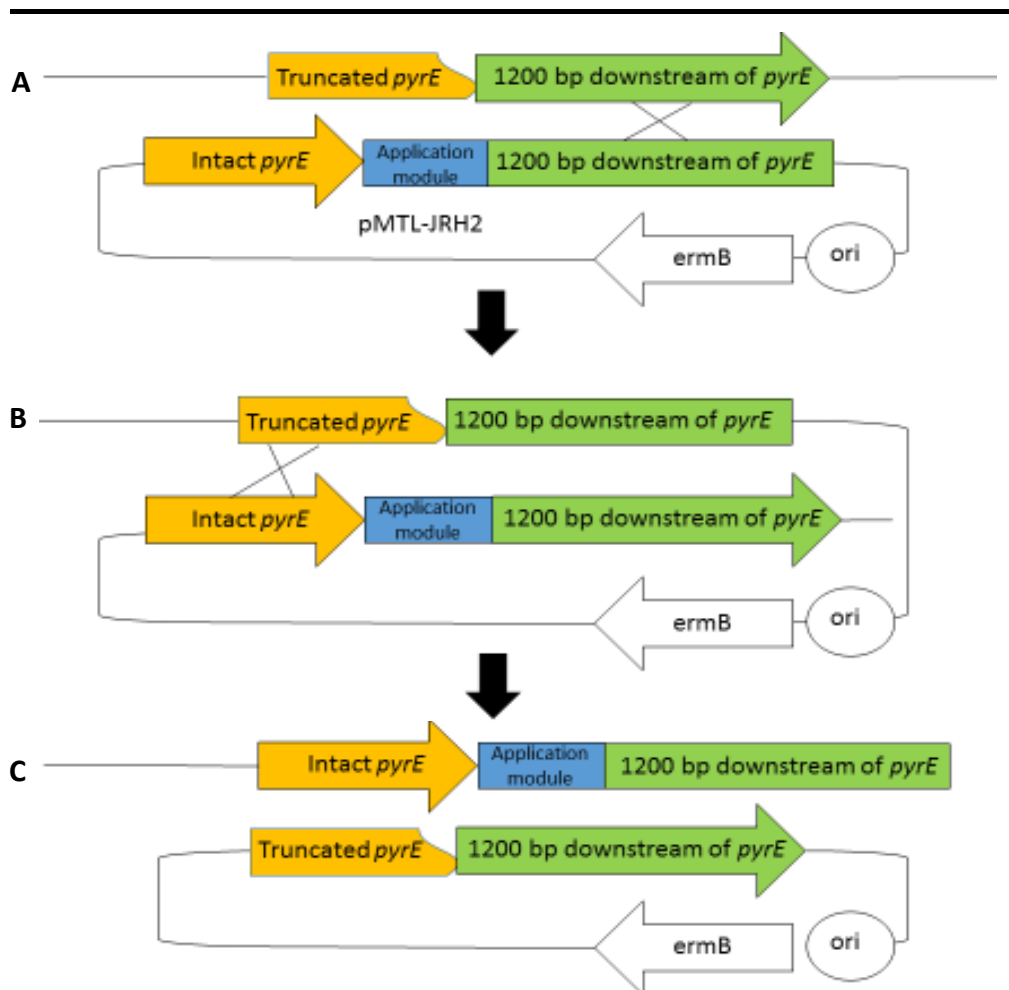 A
Truncated pyrE
1200 bp downstream of pyrE
Intact pyrE
Application
module
1200 bp downstream of pyrE
pMTL-JRH2
ermB
ori
B
Truncated pyrE
1200 bp downstream of pyrE
Intact pyrE
Application
module
1200 bp downstream of pyrE
ermB
ori
C
Intact pyrE
Application
module
1200 bp downstream of pyrE
Truncated pyrE
1200 bp downstream of pyrE
ermB
ori